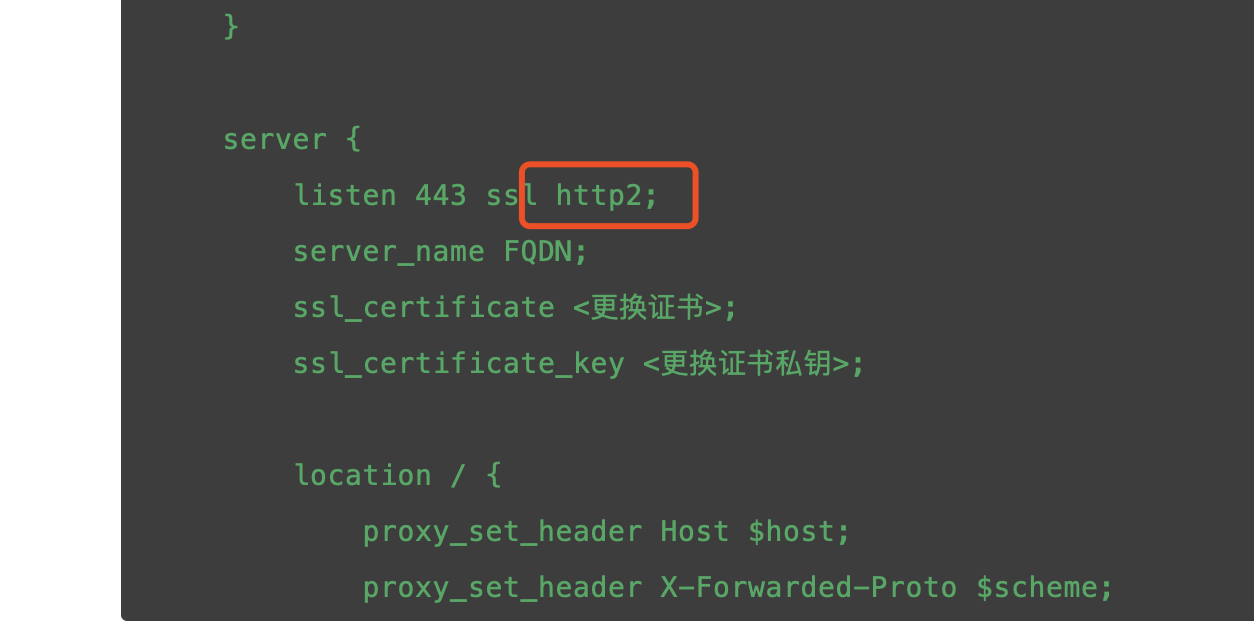 }
server {
listen 443 ssl http2;
server_name FQDN;
ssl_certificate <更换证书>;
ssl_certificate_key <更换证书私钥>;
location / {
proxy_set_header Host $host;
proxy_set_header X-Forwarded-Proto $scheme;